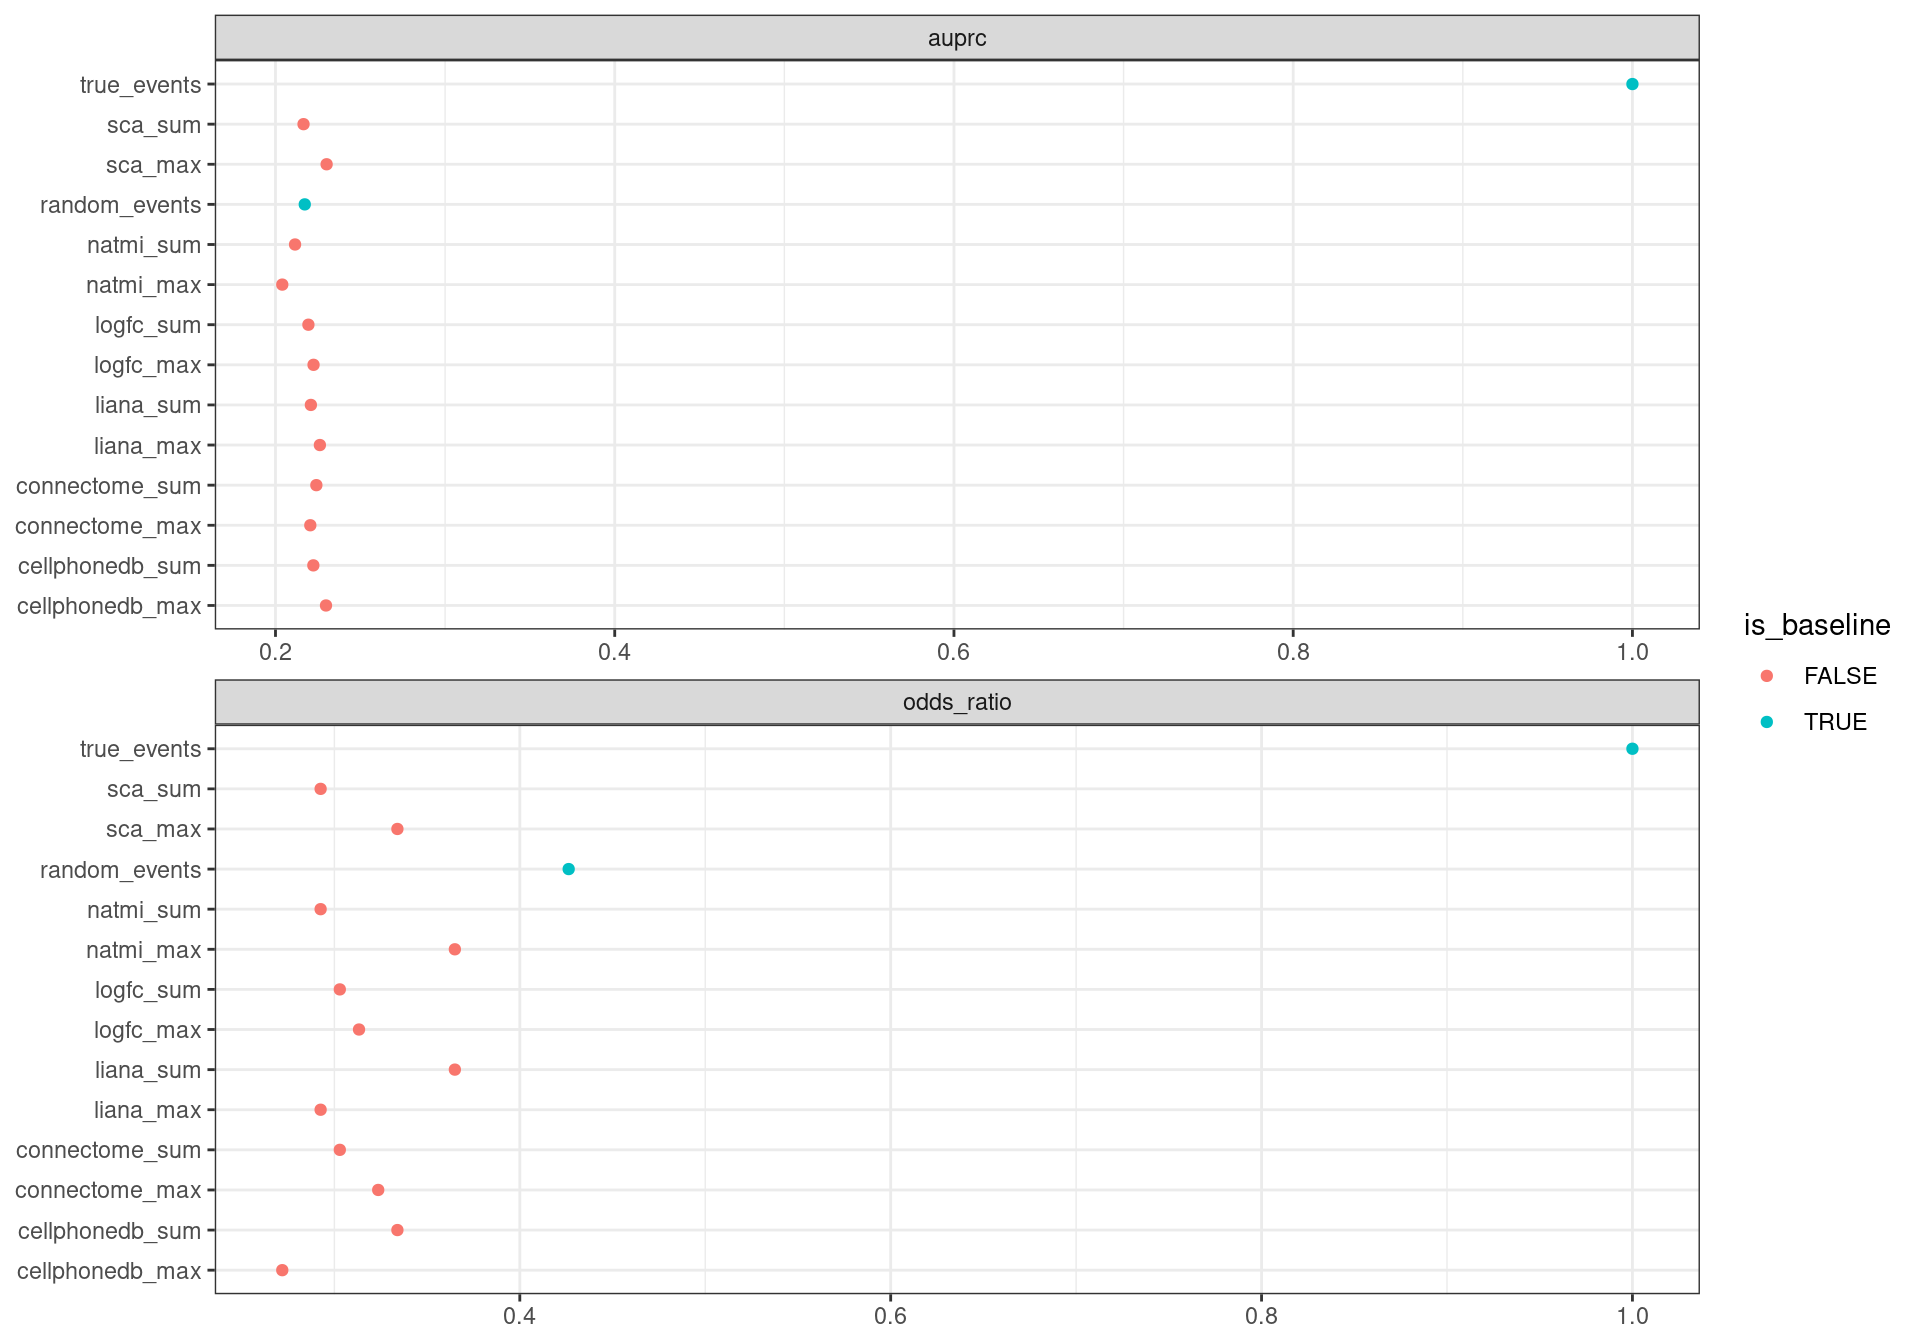 auprc
true_events
sca_sum
sca_max
random_events
natmi_sum
natmi_max
logfc_sum
logfc_max
liana_sum
liana_max
connectome_sum
connectome_max
cellphonedb_sum
cellphonedb_max
0.2 0.4 0.6 0.8 1.0
odds_ratio
true_events
sca_sum
sca_max
random_events
natmi_sum
natmi_max
logfc_sum
logfc_max
liana_sum
liana_max
connectome_sum
connectome_max
cellphonedb_sum
cellphonedb_max
0.4 0.6 0.8 1.0
is_baseline
FALSE
TRUE